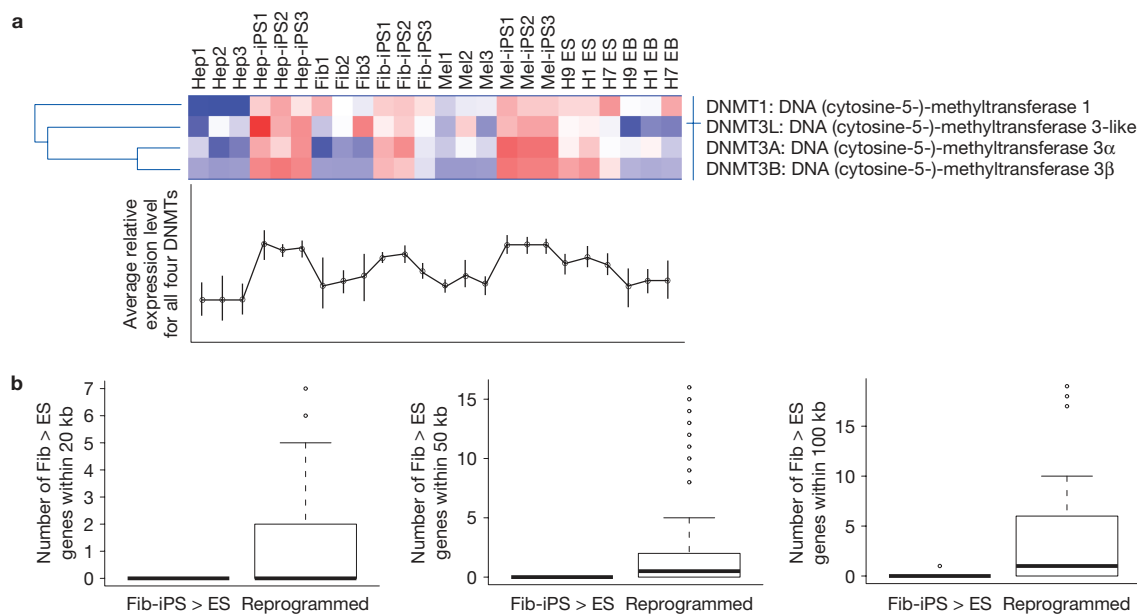 a
Hep1
Hep2
Hep3
Hep-iPS1
Hep-iPS2
Hep-iPS3
Fib1
Fib2
Fib3
Fib-iPS1
Fib-iPS2
Fib-iPS3
Mel1
Mel2
Mel3
Mel-iPS1
Mel-iPS2
Mel-iPS3
H9 ES
H1 ES
H7 ES
H9 EB
H1 EB
H7 EB
DNMT1: DNA (cytosine-5-)-methyltransferase 1
DNMT3L: DNA (cytosine-5-)-methyltransferase 3-like
DNMT3A: DNA (cytosine-5-)-methyltransferase 3α
DNMT3B: DNA (cytosine-5-)-methyltransferase 3β
Average relative
expression level
for all four DNMTs
b
Number of Fib > ES
genes within 20 kb
7
6
5
4
3
2
1
0
Fib-iPS > ES Reprogrammed
Number of Fib > ES
genes within 50 kb
15
10
5
0
Fib-iPS > ES Reprogrammed
Number of Fib > ES
genes within 100 kb
15
10
5
0
Fib-iPS > ES Reprogrammed